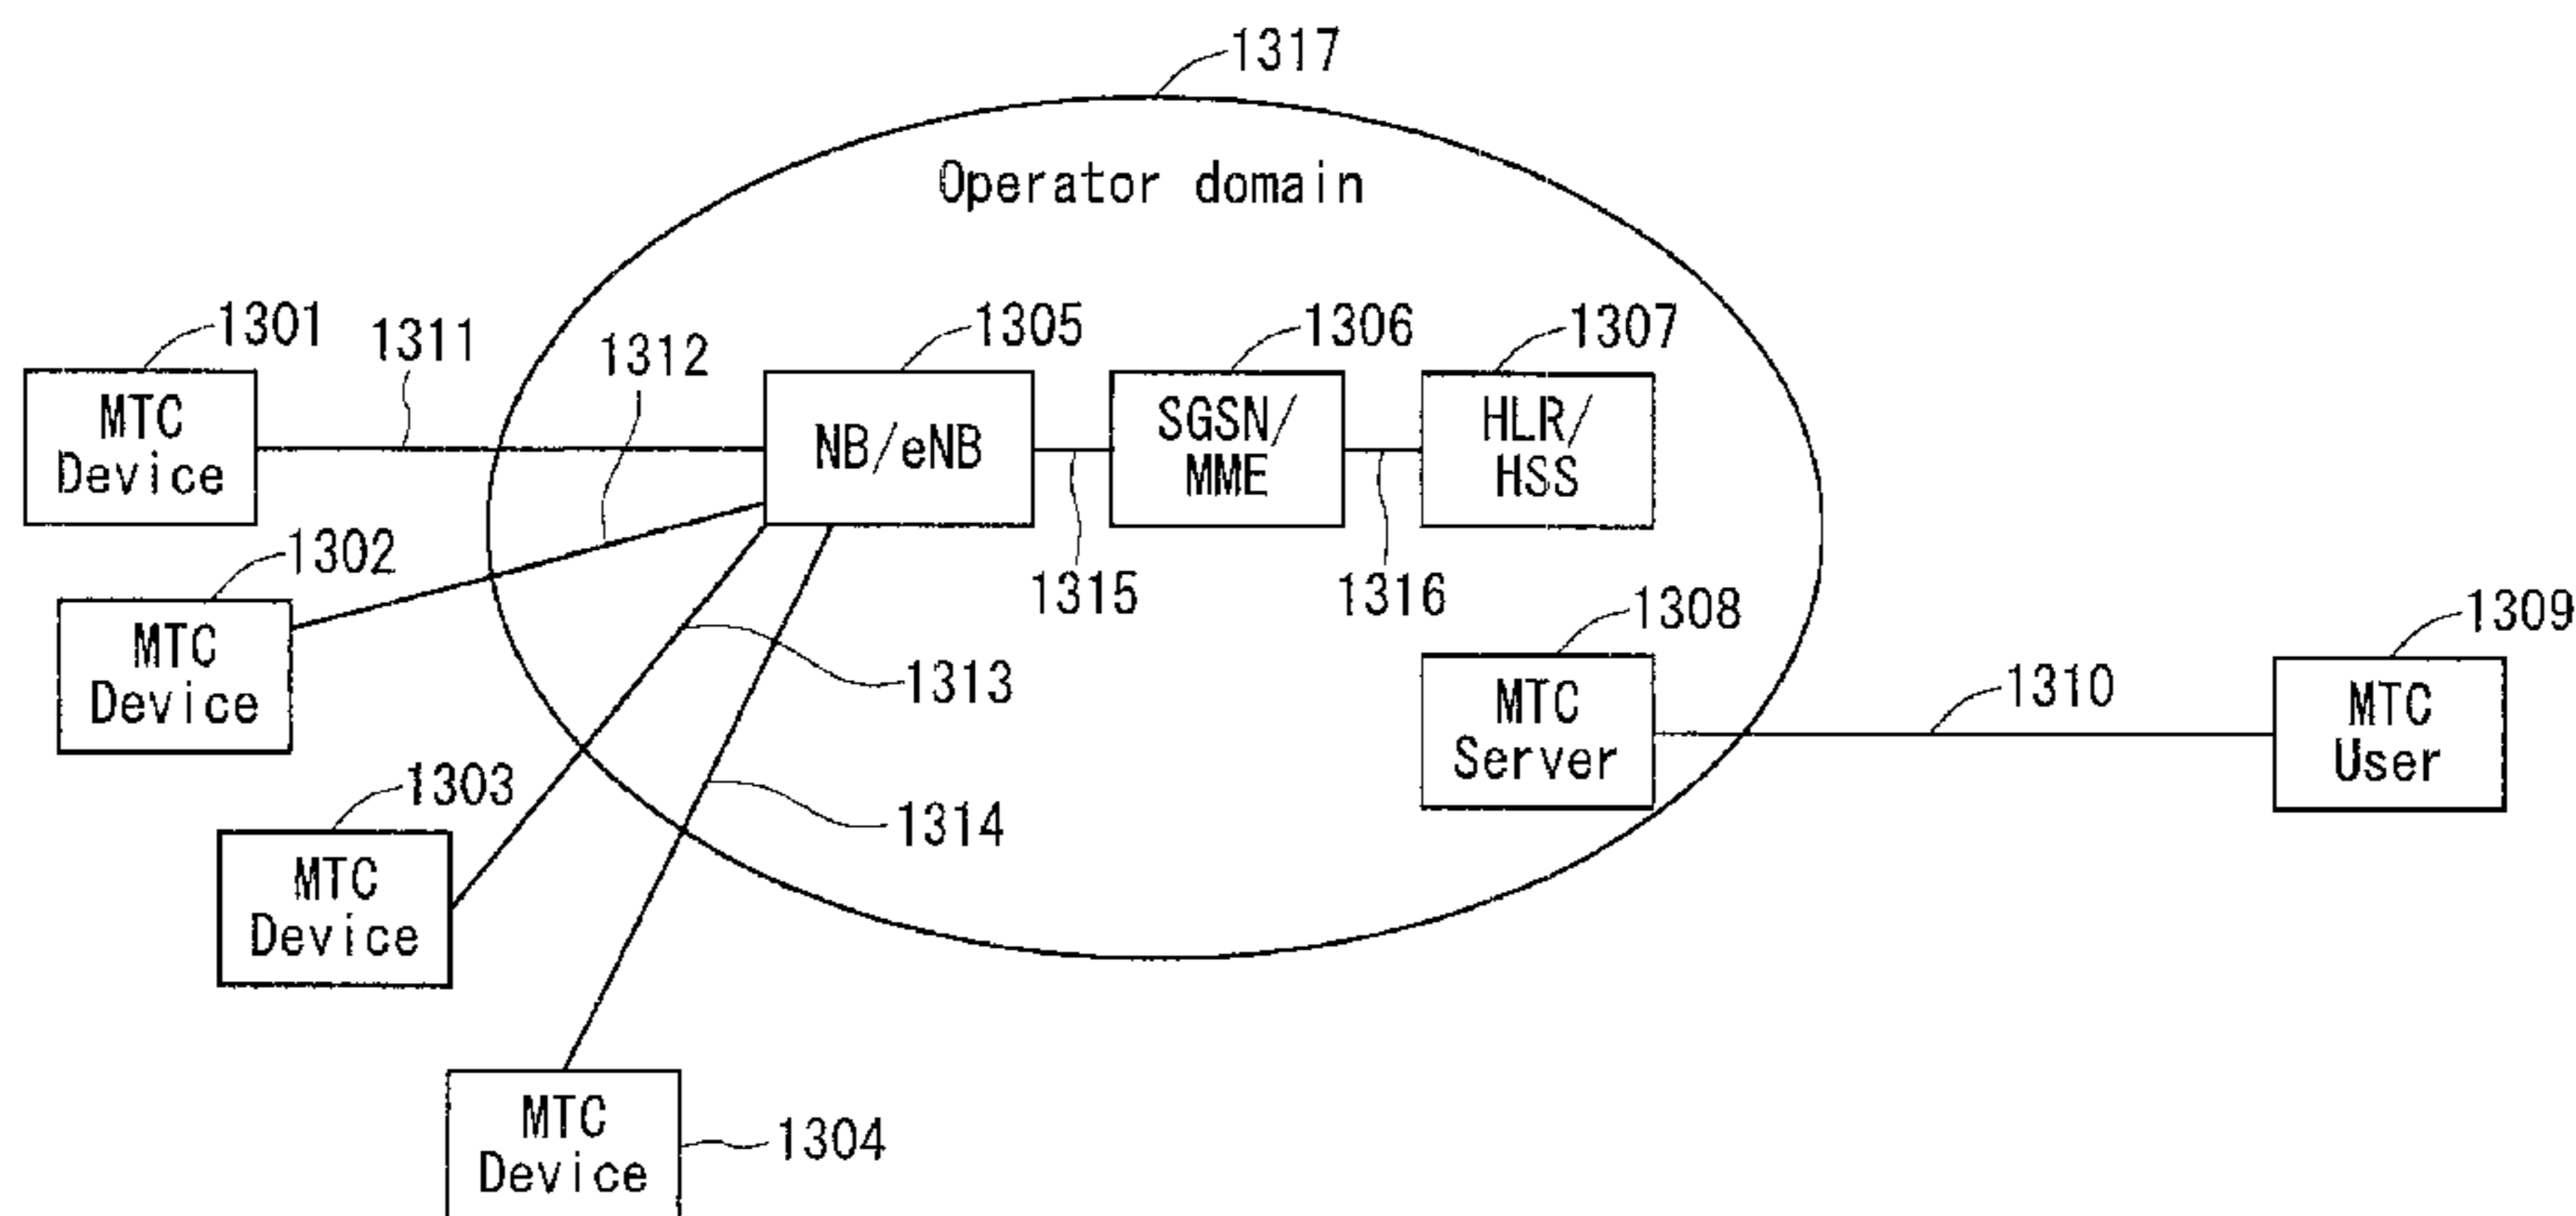 1317
Operator domain
1301
1311
1312
1305
1306
1307
MTC
Device
NB/eNB
SGSN/
MME
HLR/
HSS
1302
1315
1316
1308
1309
MTC
Device
1313
1310
MTC
Server
MTC
User
1303
1314
MTC
Device
MTC
Device
1304